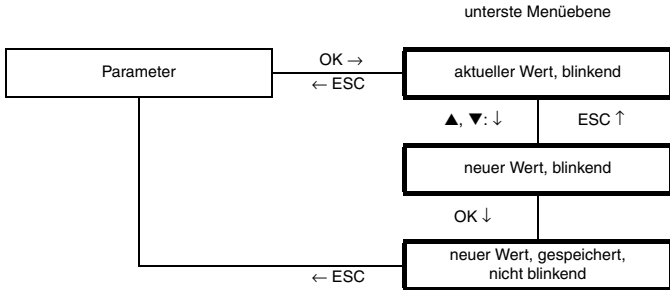 unterste Menüebene
Parameter
OK →
← ESC
aktueller Wert, blinkend
▲, ▼: ↓
ESC ↑
neuer Wert, blinkend
OK ↓
← ESC
neuer Wert, gespeichert,
nicht blinkend